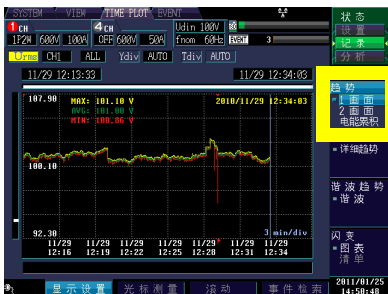 SYSTEM VIEW TIME PLOT EVENT
1 CH 4 CH Udin 100V
1P2W 600V 100A OFF 600V 50A fnom 60Hz EVENT 3
Urms CH1 ALL Ydiv AUTO Tdiv AUTO
11/29 12:13:33 11/29 12:34:03
107.90 MAX: 101.10 V 2010/11/29 12:34:03
AVG: 101.00 V
MIN: 100.86 V
100.10
92.30 3 min/div
11/29 11/29 11/29 11/29 11/29 11/29 11/29
12:16 12:19 12:22 12:25 12:28 12:31 12:34
状态
设置
记录
分析
趋势
1画面
2画面
电能累积
详细趋势
谐波趋势
谐波
闪变
图表
清单
显示设置 光标测量 滚动 事件检索
2011/01/25
14:50:48